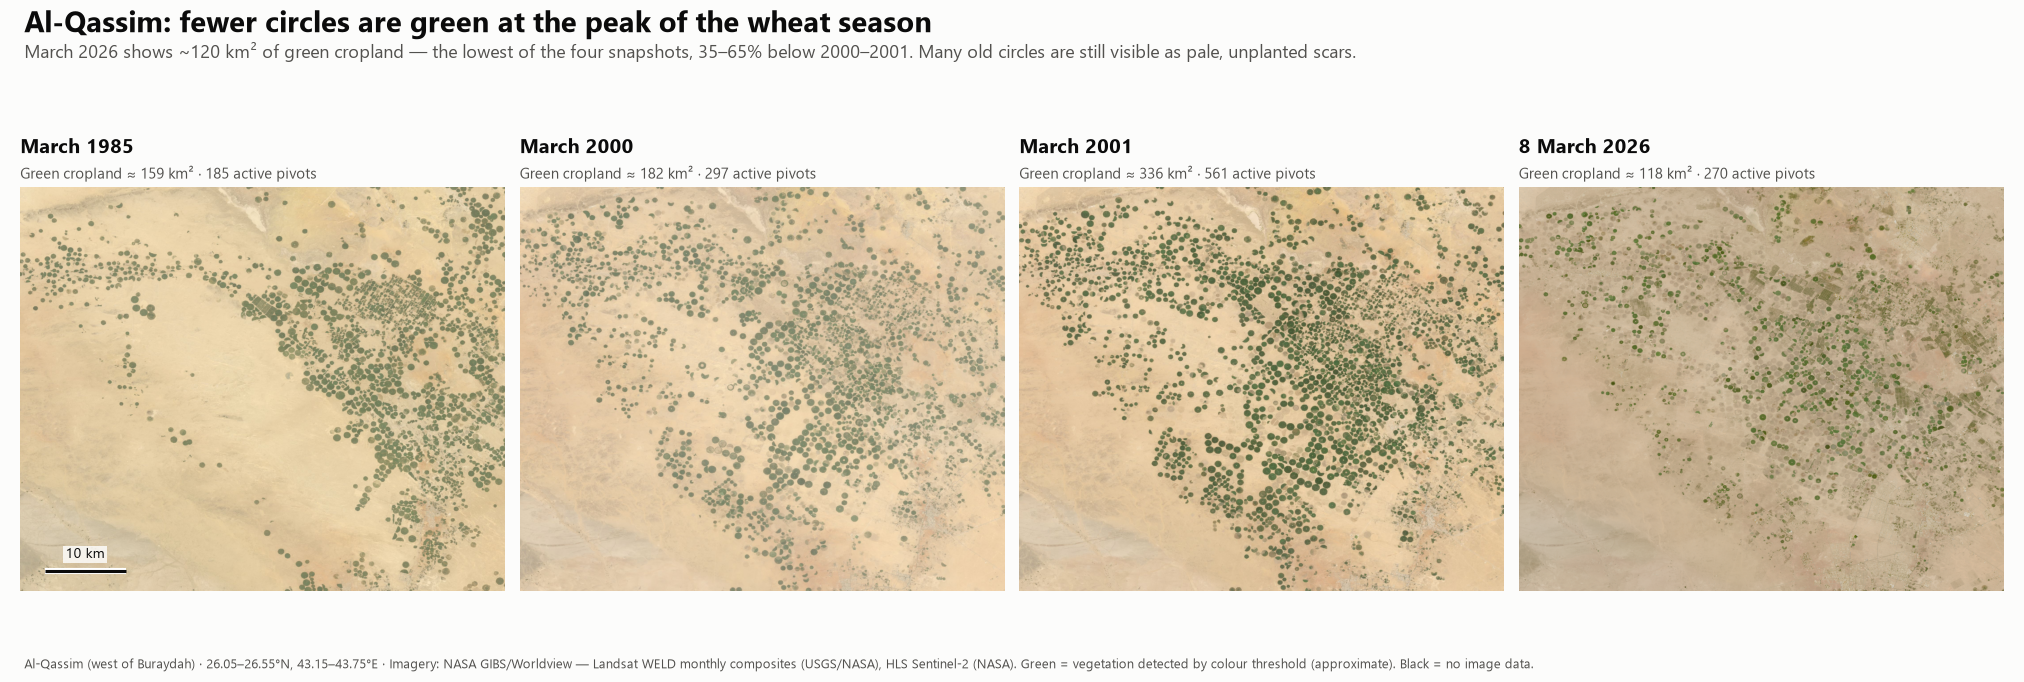 Al-Qassim: fewer circles are green at the peak of the wheat season
March 2026 shows ~120 km² of green cropland — the lowest of the four snapshots, 35–65% below 2000–2001. Many old circles are still visible as pale, unplanted scars.
March 1985
Green cropland ≈ 159 km² · 185 active pivots
March 2000
Green cropland ≈ 182 km² · 297 active pivots
March 2001
Green cropland ≈ 336 km² · 561 active pivots
8 March 2026
Green cropland ≈ 118 km² · 270 active pivots
10 km
Al-Qassim (west of Buraydah) · 26.05–26.55°N, 43.15–43.75°E · Imagery: NASA GIBS/Worldview — Landsat WELD monthly composites (USGS/NASA), HLS Sentinel-2 (NASA). Green = vegetation detected by colour threshold (approximate). Black = no image data.